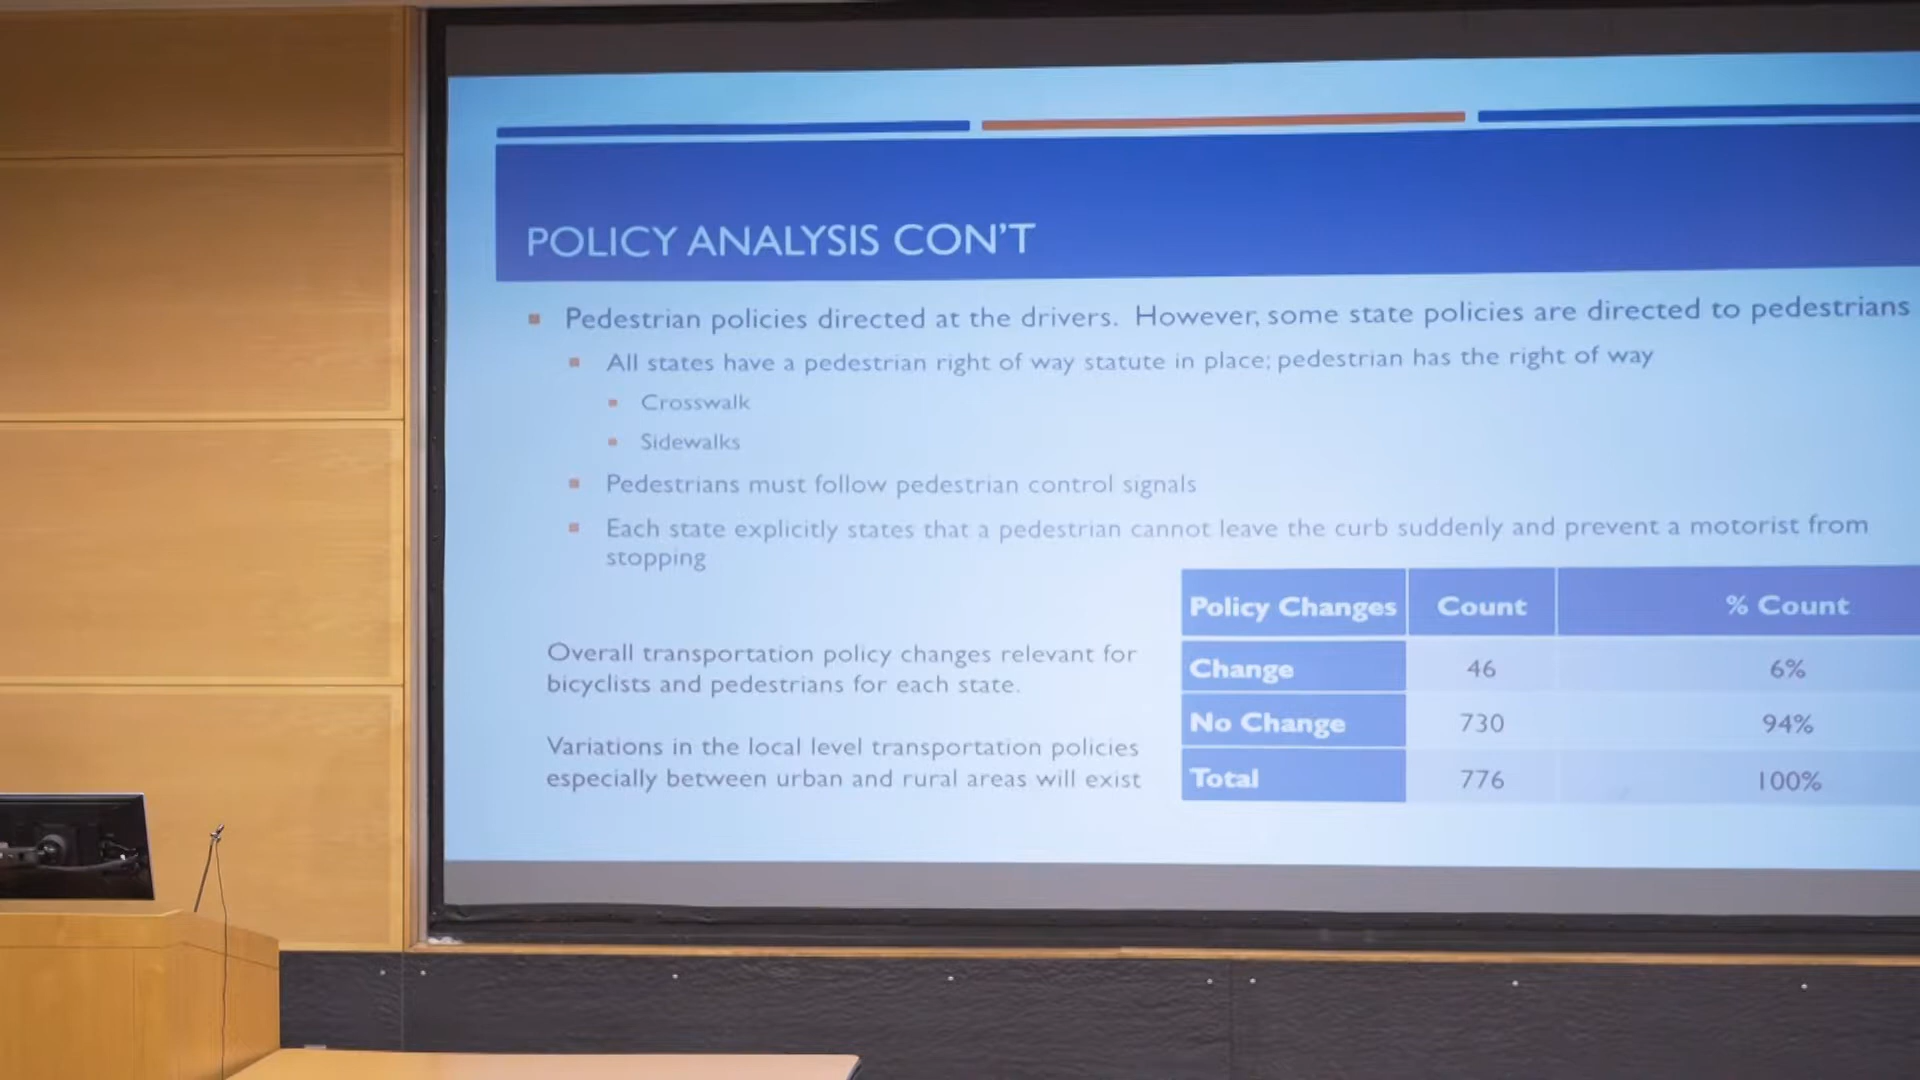 POLICY ANALYSIS CON'T
Pedestrian policies directed at the drivers. However, some state policies are directed to pedestrians
All states have a pedestrian right of way statute in place; pedestrian has the right of way
Crosswalk
Sidewalks
Pedestrians must follow pedestrian control signals
Each state explicitly states that a pedestrian cannot leave the curb suddenly and prevent a motorist from
stopping
Overall transportation policy changes relevant for
bicyclists and pedestrians for each state.
Variations in the local level transportation policies
especially between urban and rural areas will exist
Policy Changes Count % Count
Change 46 6%
No Change 730 94%
Total 776 100%